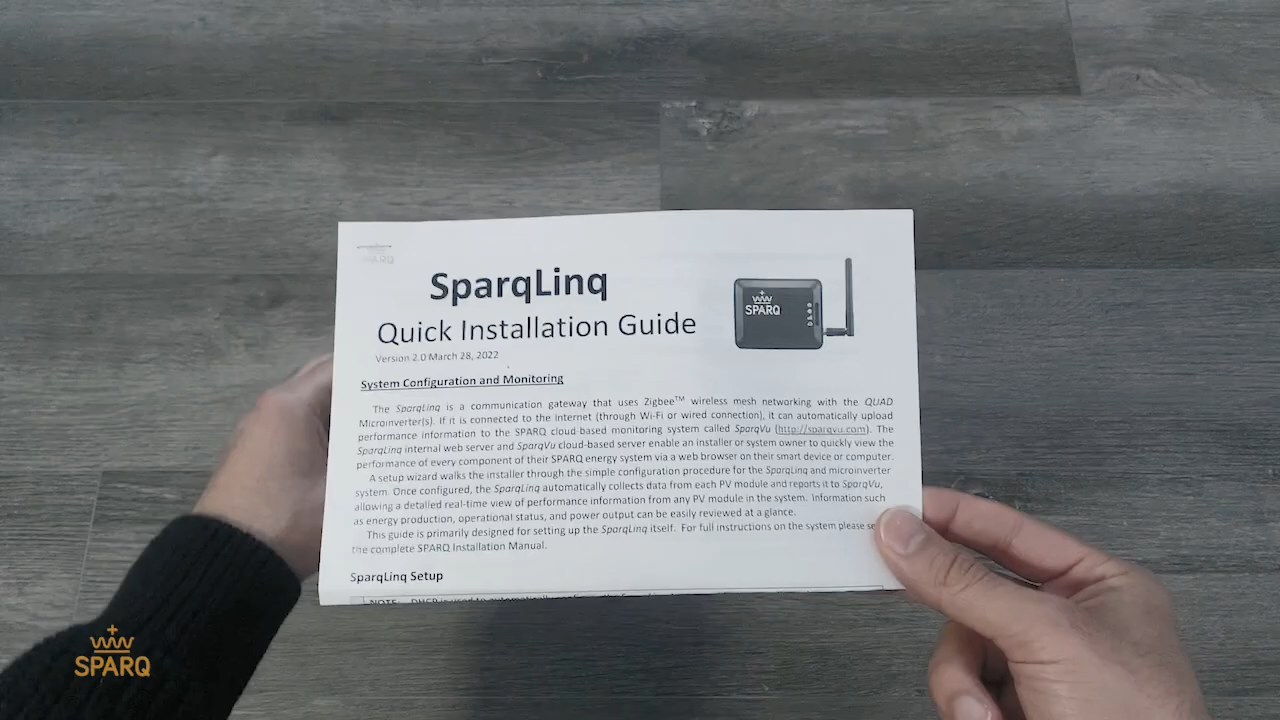 SPARQ
SparqLinq
Quick Installation Guide
Version 2.0 March 28, 2022
SPARQ
System Configuration and Monitoring
The SparqLinq is a communication gateway that uses Zigbee™ wireless mesh networking with the QUAD
Microinverter(s). If it is connected to the internet (through Wi-Fi or wired connection), it can automatically upload
performance information to the SPARQ cloud-based monitoring system called SparqVu (http://sparqvu.com). The
SparqLinq internal web server and SparqVu cloud-based server enable an installer or system owner to quickly view the
performance of every component of their SPARQ energy system via a web browser on their smart device or computer.
A setup wizard walks the installer through the simple configuration procedure for the SparqLinq and microinverter
system. Once configured, the SparqLinq automatically collects data from each PV module and reports it to SparqVu,
allowing a detailed real-time view of performance information from any PV module in the system. Information such
as energy production, operational status, and power output can be easily reviewed at a glance.
This guide is primarily designed for setting up the SparqLinq itself. For full instructions on the system please
the complete SPARQ Installation Manual.
SparqLinq Setup
NOTE: DHCP is used to automatically
SPARQ